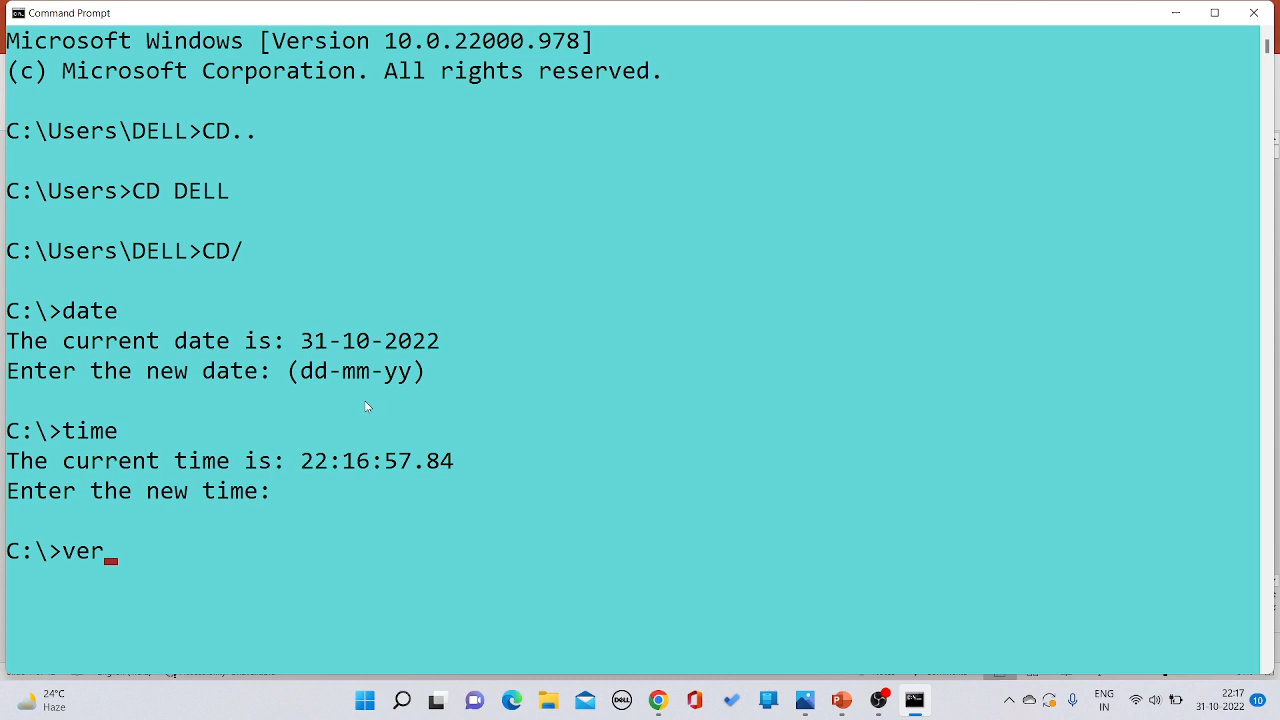 Command Prompt
Microsoft Windows [Version 10.0.22000.978]
(c) Microsoft Corporation. All rights reserved.
C:\Users\DELL>CD..
C:\Users>CD DELL
C:\Users\DELL>CD/
C:\>date
The current date is: 31-10-2022
Enter the new date: (dd-mm-yy)
C:\>time
The current time is: 22:16:57.84
Enter the new time:
C:\>ver
24°C
Haze
DELL
ENG
IN
22:17
31-10-2022
10